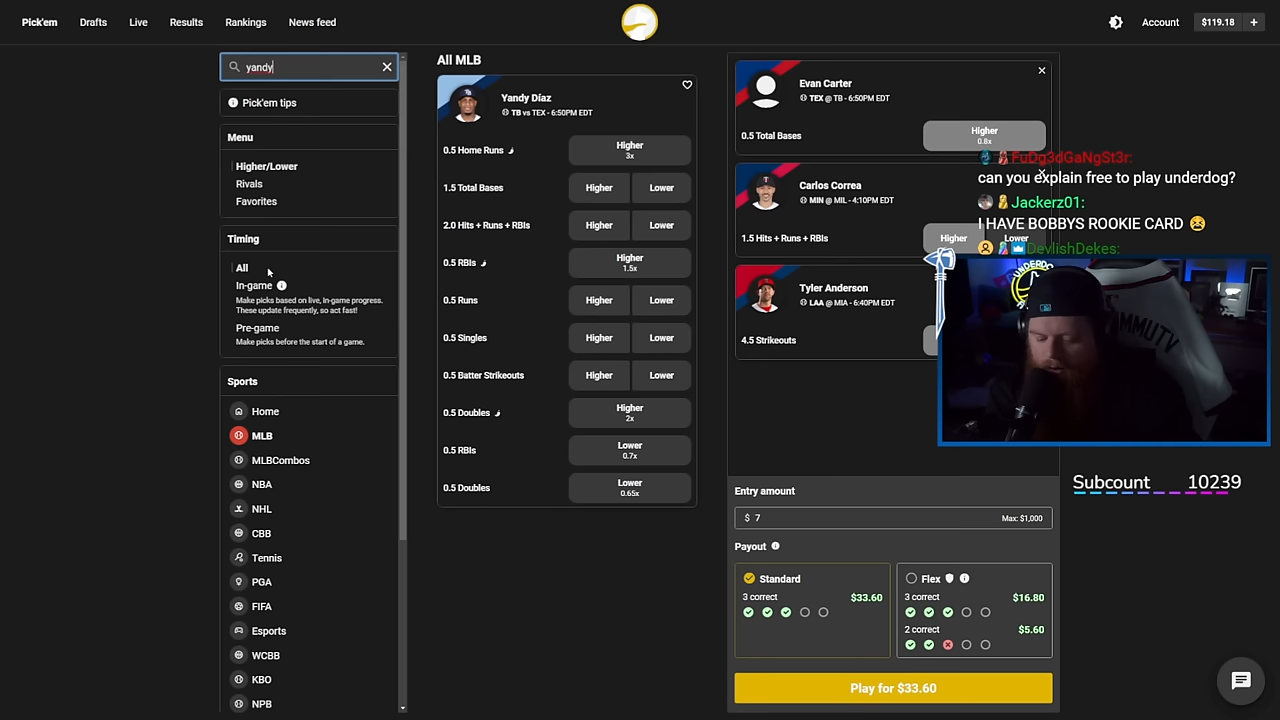 Pick'em
Drafts
Live
Results
Rankings
News feed
Account
$119.18
+
yandy
Pick'em tips
Menu
Higher/Lower
Rivals
Favorites
Timing
All
In-game
Make picks based on live, in-game progress.
These update frequently, so act fast!
Pre-game
Make picks before the start of a game.
Sports
Home
MLB
MLBCombos
NBA
NHL
CBB
Tennis
PGA
FIFA
Esports
WCBB
KBO
NPB
All MLB
Yandy Díaz
TB vs TEX - 6:50PM EDT
0.5 Home Runs
Higher
3x
1.5 Total Bases
Higher
Lower
2.0 Hits + Runs + RBIs
Higher
Lower
0.5 RBIs
Higher
1.5x
0.5 Runs
Higher
Lower
0.5 Singles
Higher
Lower
0.5 Batter Strikeouts
Higher
Lower
0.5 Doubles
Higher
2x
0.5 RBIs
Lower
0.7x
0.5 Doubles
Lower
0.65x
Evan Carter
TEX @ TB - 6:50PM EDT
0.5 Total Bases
Higher
0.8x
Carlos Correa
MIN @ MIL - 4:10PM EDT
1.5 Hits + Runs + RBIs
Higher
Lower
Tyler Anderson
LAA @ MIA - 6:40PM EDT
4.5 Strikeouts
FuDg3dGaNgSt3r:
can you explain free to play underdog?
Jackerz01:
I HAVE BOBBYS ROOKIE CARD
DevlishDekes:
Subcount 10239
Entry amount
$ 7
Max: $1,000
Payout
Standard
3 correct
$33.60
Flex
3 correct
$16.80
2 correct
$5.60
Play for $33.60